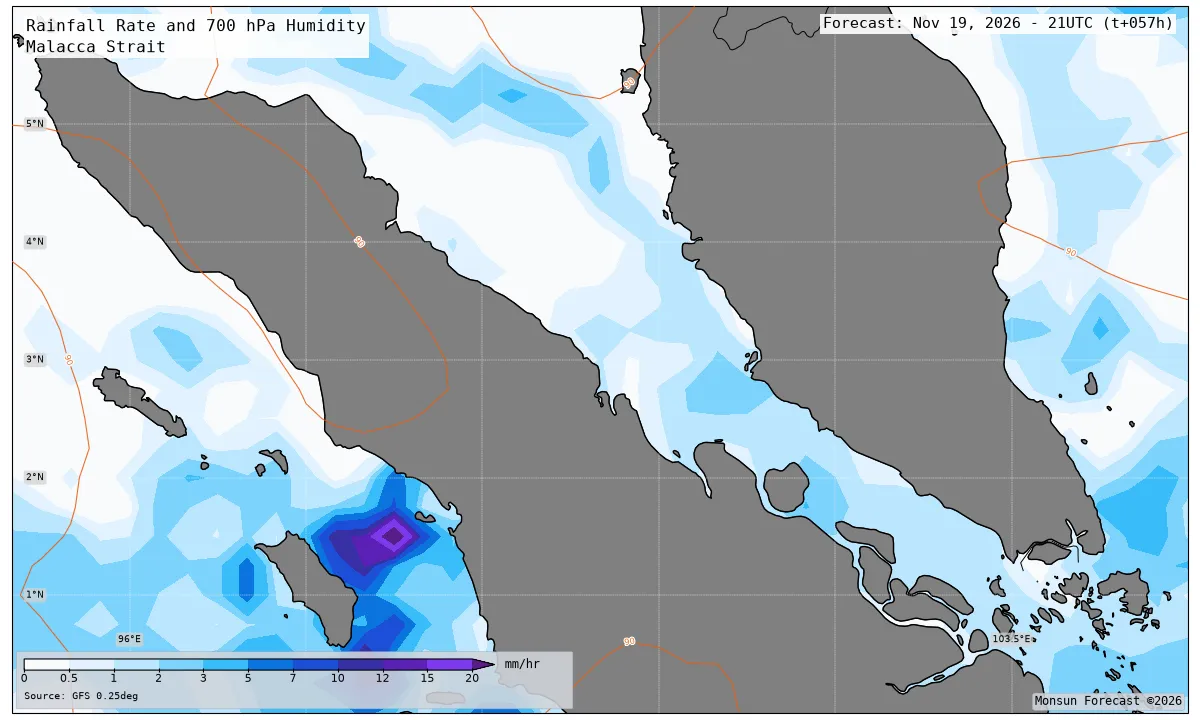 Rainfall Rate and 700 hPa Humidity
Malacca Strait
Forecast: Nov 19, 2026 - 21UTC (t+057h)
90
5°N
90
4°N
90
90
3°N
2°N
1°N
96°E
103.5°E
90
mm/hr
0 0.5 1 2 3 5 7 10 12 15 20
Source: GFS 0.25deg
Monsun Forecast ©2026